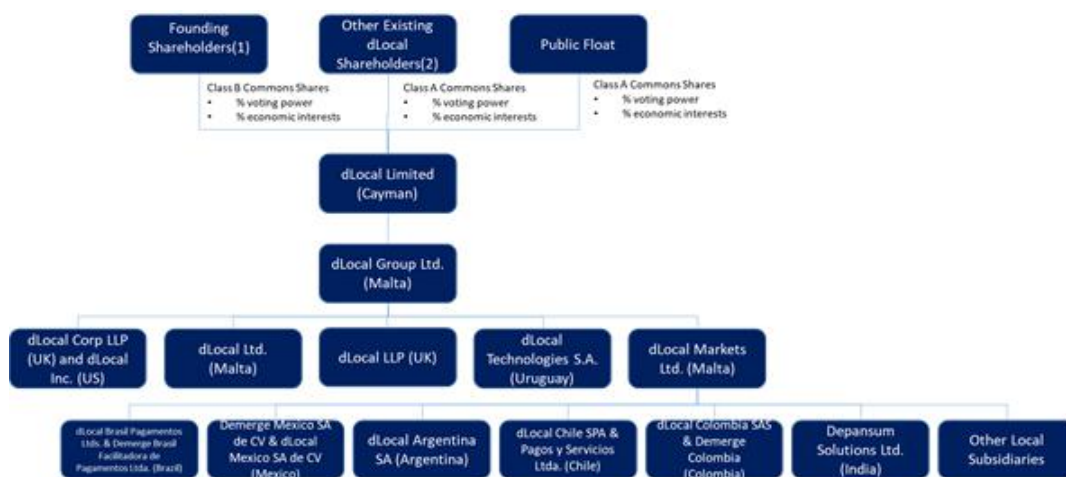 Founding
Shareholders(1)
Other Existing
dLocal
Shareholders(2)
Public Float
Class B Commons Shares
• % voting power
• % economic interests
Class A Commons Shares
• % voting power
• % economic interests
Class A Commons Shares
• % voting power
• % economic interests
dLocal Limited
(Cayman)
dLocal Group Ltd.
(Malta)
dLocal Corp LLP
(UK) and dLocal
Inc. (US)
dLocal Ltd.
(Malta)
dLocal LLP (UK)
dLocal
Technologies S.A.
(Uruguay)
dLocal Markets
Ltd. (Malta)
dLocal Brasil Pagamentos
Ltds. & Demerge Brasil
Facilitadora de
Pagamentos Ltda. (Brazil)
Demerge Mexico SA
de CV & dLocal
Mexico SA de CV
(Mexico)
dLocal Argentina
SA (Argentina)
dLocal Chile SPA &
Pagos y Servicios
Ltda. (Chile)
dLocal Colombia SAS
& Demerge
Colombia
(Colombia)
Depansum
Solutions Ltd.
(India)
Other Local
Subsidiaries